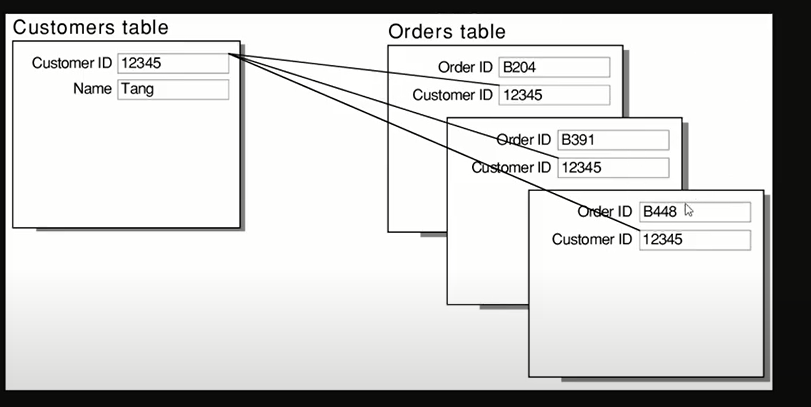 Customers table
Customer ID 12345
Name Tang
Orders table
Order ID B204
Customer ID 12345
Order ID B391
Customer ID 12345
Order ID B448
Customer ID 12345